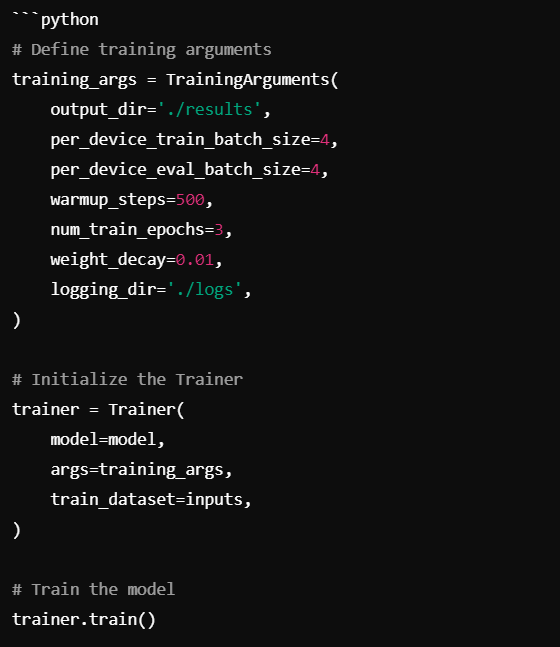 ```python
# Define training arguments
training_args = TrainingArguments(
    output_dir='./results',
    per_device_train_batch_size=4,
    per_device_eval_batch_size=4,
    warmup_steps=500,
    num_train_epochs=3,
    weight_decay=0.01,
    logging_dir='./logs',
)

# Initialize the Trainer
trainer = Trainer(
    model=model,
    args=training_args,
    train_dataset=inputs,
)

# Train the model
trainer.train()